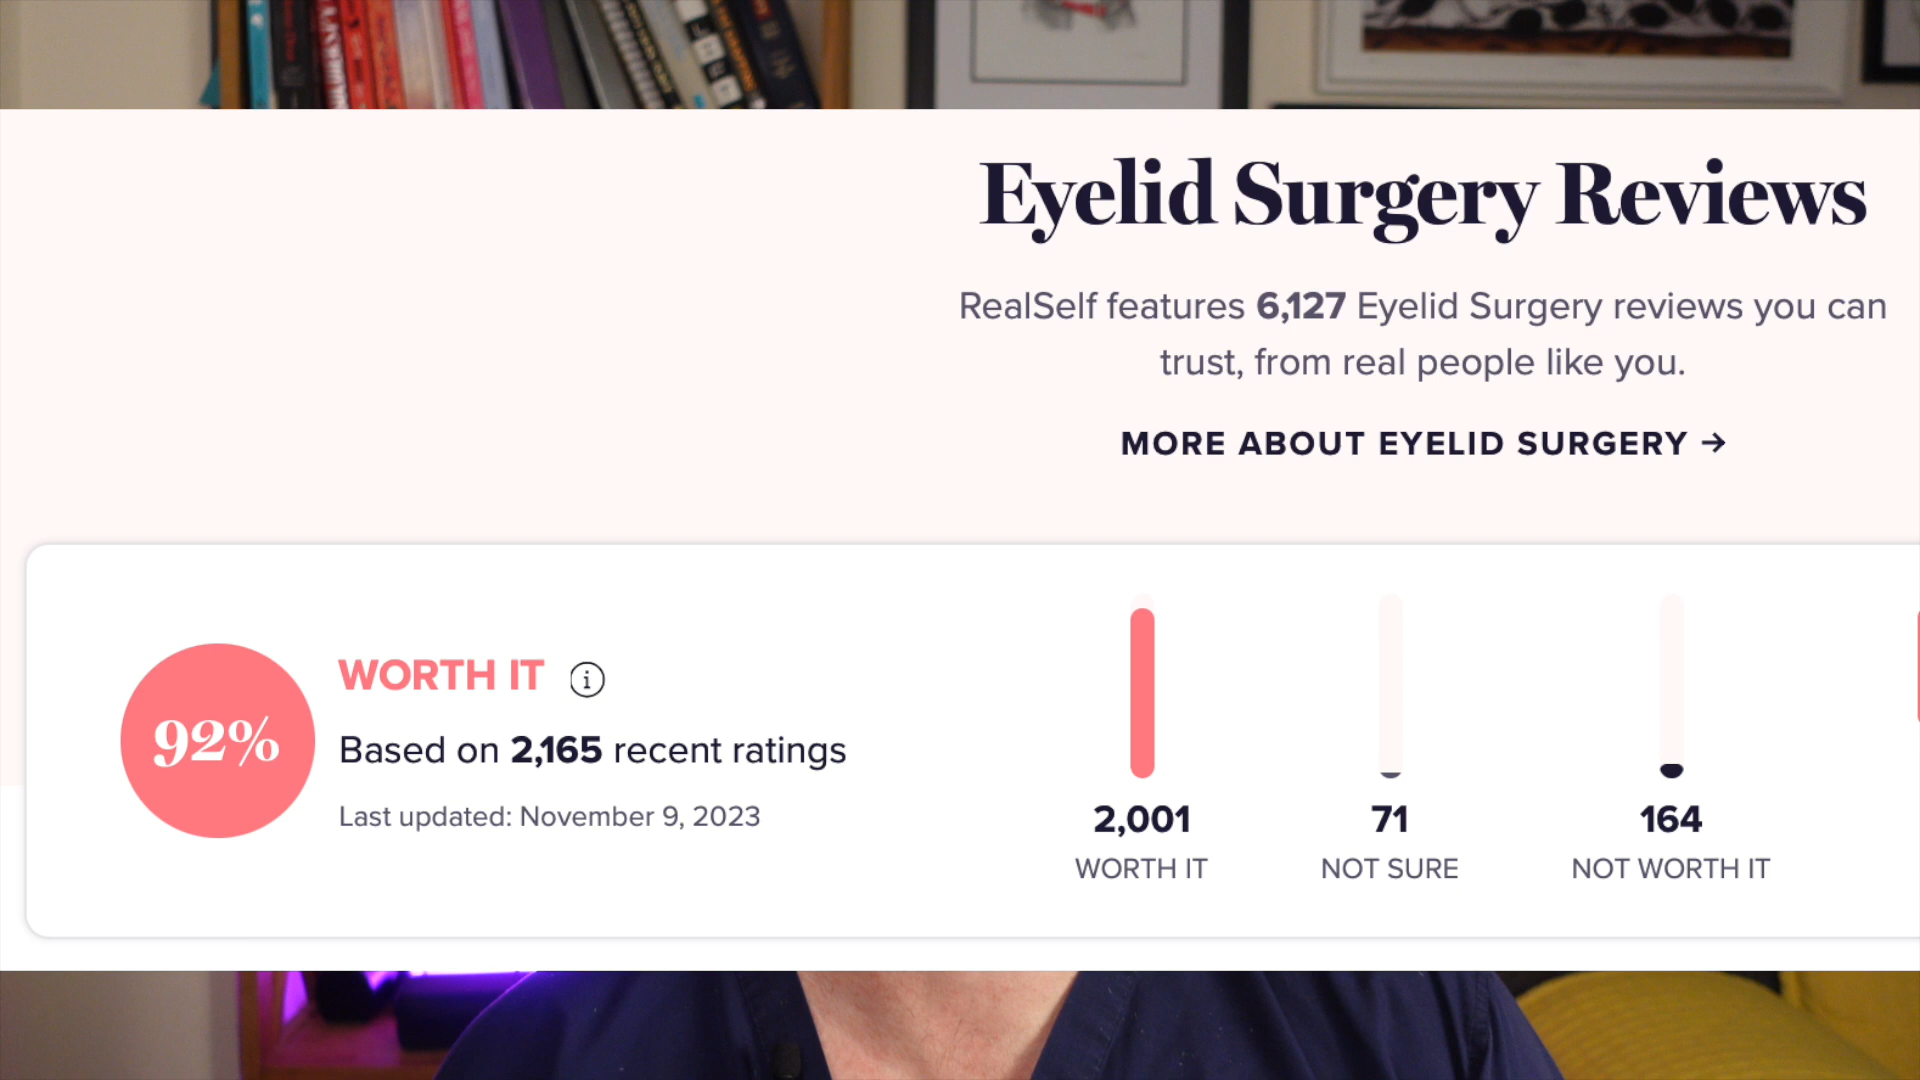 Eyelid Surgery Reviews
RealSelf features 6,127 Eyelid Surgery reviews you can
trust, from real people like you.
MORE ABOUT EYELID SURGERY →
92%
WORTH IT
Based on 2,165 recent ratings
Last updated: November 9, 2023
2,001
WORTH IT
71
NOT SURE
164
NOT WORTH IT